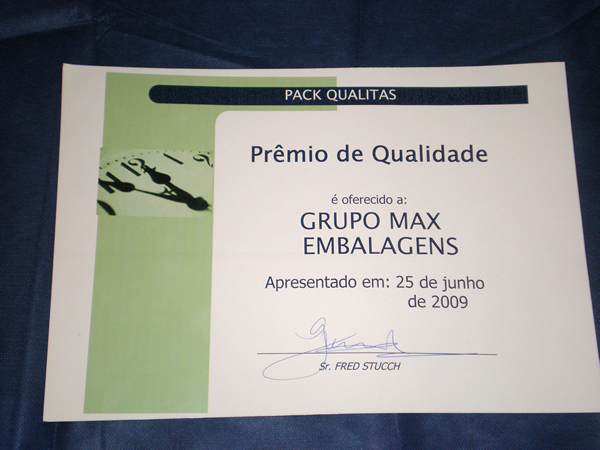 PACK QUALITAS
Prêmio de Qualidade
é oferecido a:
GRUPO MAX
EMBALAGENS
Apresentado em: 25 de junho
de 2009
Sr. FRED STUCCH